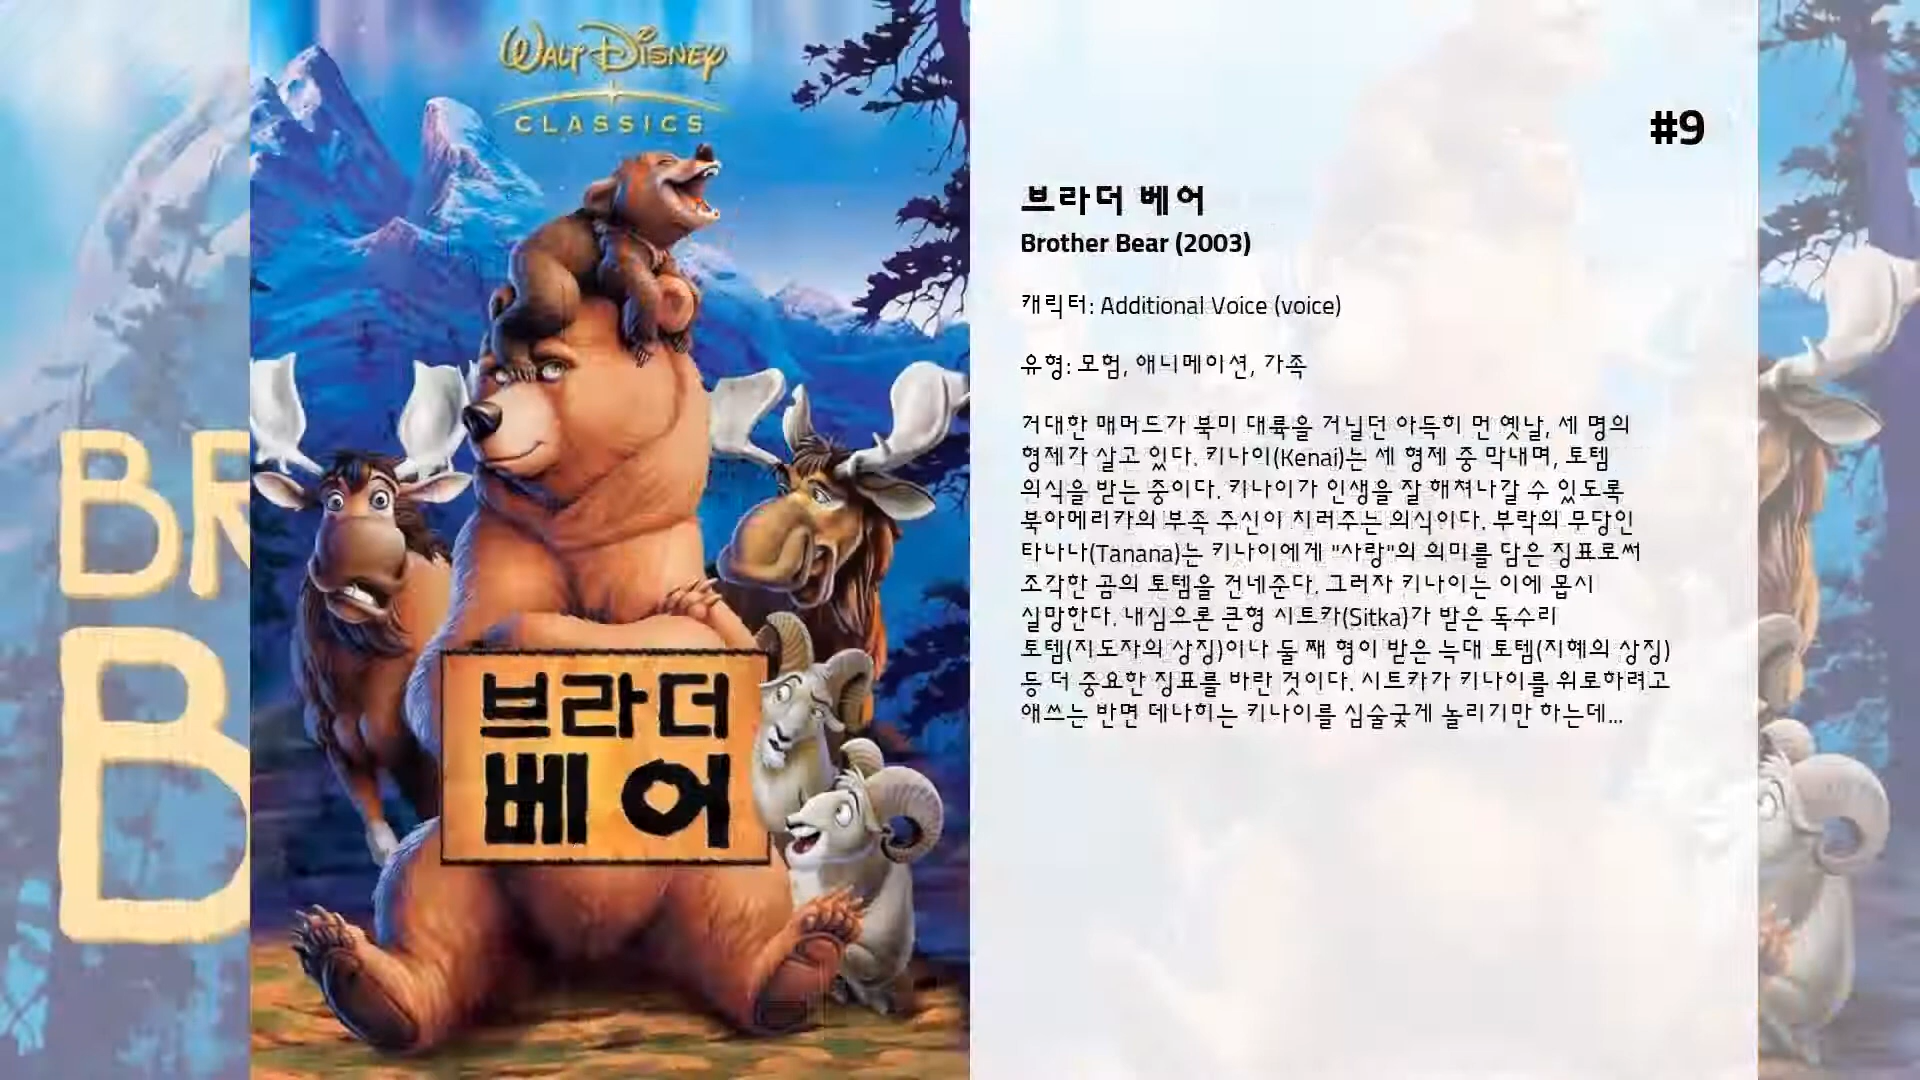 WALT DISNEY
CLASSICS
브라더
베어
BR
B
#9
브라더 베어
Brother Bear (2003)
캐릭터: Additional Voice (voice)
유형: 모험, 애니메이션, 가족
거대한 매머드가 북미 대륙을 거닐던 아득히 먼 옛날, 세 명의
형제가 살고 있다. 키나이(Kenai)는 세 형제 중 막내며, 토템
의식을 받는 중이다. 키나이가 인생을 잘 해쳐나갈 수 있도록
북아메리카의 부족 주신이 치러주는 의식이다. 부락의 무당인
타나나(Tanana)는 키나이에게 "사랑"의 의미를 담은 징표로써
조각한 곰의 토템을 건네준다. 그러자 키나이는 이에 몹시
실망한다. 내심으론 큰형 시트카(Sitka)가 받은 독수리
토템(지도자의 상징)이나 둘 째 형이 받은 늑대 토템(지혜의 상징)
등 더 중요한 징표를 바란 것이다. 시트카가 키나이를 위로하려고
애쓰는 반면 데나히는 키나이를 심술궂게 놀리기만 하는데...